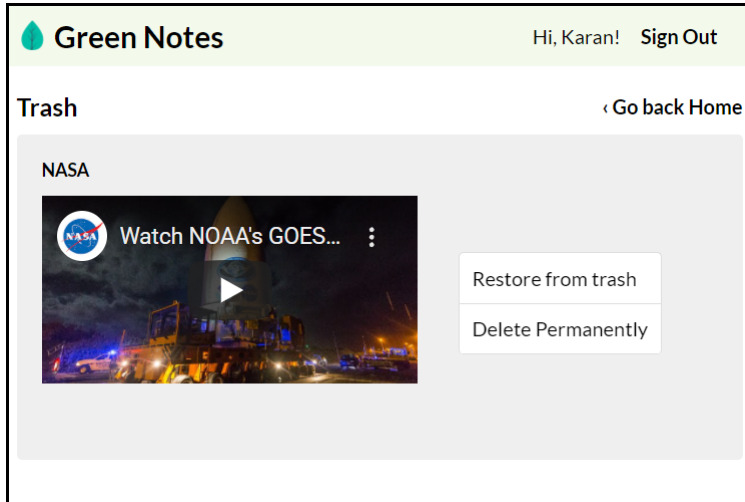 Green Notes
Hi, Karan! Sign Out
Trash
‹ Go back Home
NASA
NASA
Watch NOAA's GOES...
Restore from trash
Delete Permanently